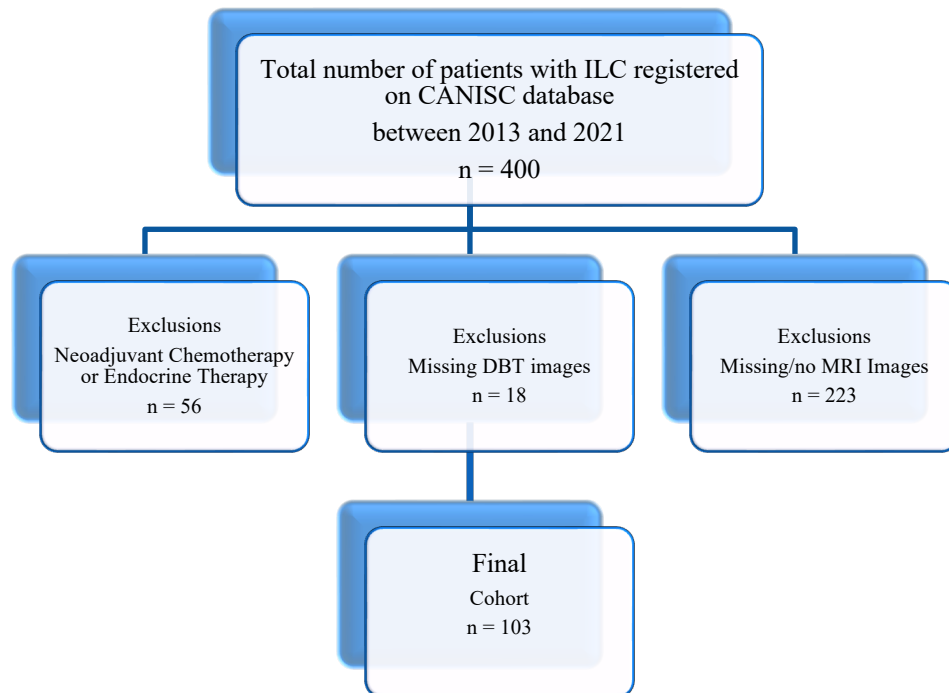 Total number of patients with ILC registered
on CANISC database
between 2013 and 2021
n = 400
Exclusions
Neoadjuvant Chemotherapy
or Endocrine Therapy
n = 56
Exclusions
Missing DBT images
n = 18
Exclusions
Missing/no MRI Images
n = 223
Final
Cohort
n = 103